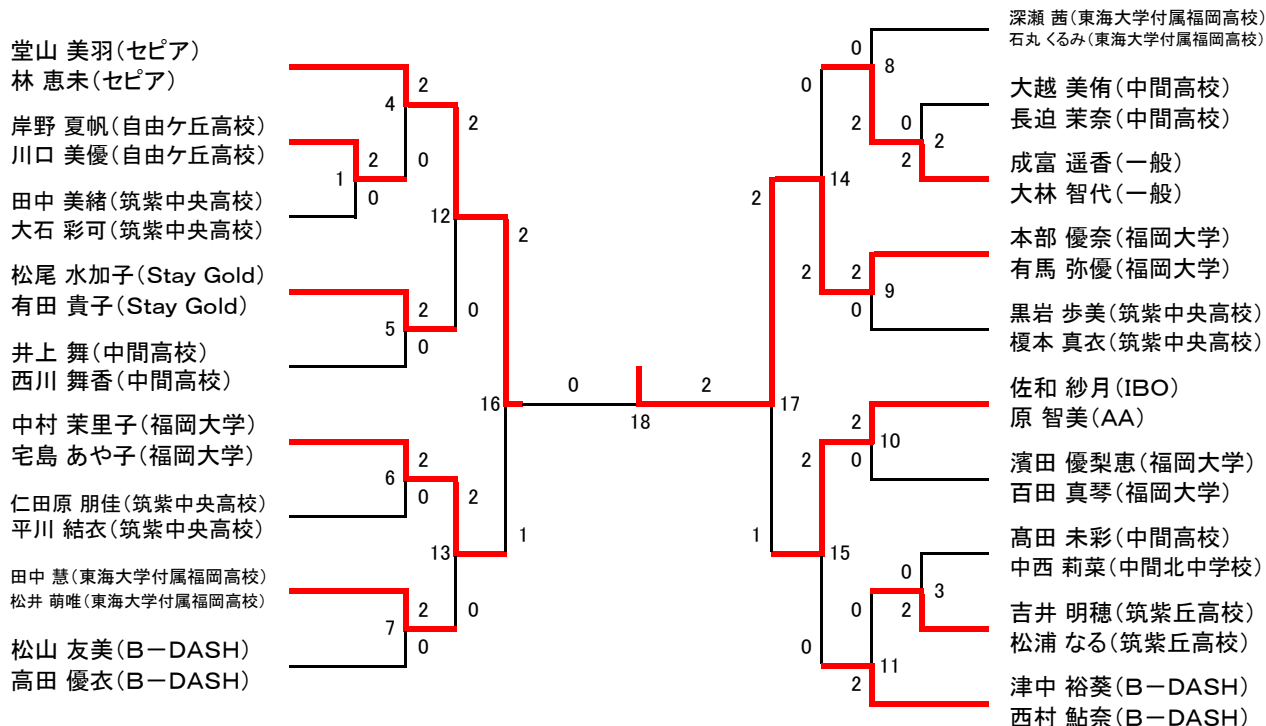 堂山 美羽（セピア）
林 恵未（セピア）
岸野 夏帆（自由ケ丘高校）
川口 美優（自由ケ丘高校）
田中 美緒（筑紫中央高校）
大石 彩可（筑紫中央高校）
松尾 水加子（Stay Gold）
有田 貴子（Stay Gold）
井上 舞（中間高校）
西川 舞香（中間高校）
中村 茉里子（福岡大学）
宅島 あや子（福岡大学）
仁田原 朋佳（筑紫中央高校）
平川 結衣（筑紫中央高校）
田中 慧（東海大学付属福岡高校）
松井 萌唯（東海大学付属福岡高校）
松山 友美（B－DASH）
高田 優衣（B－DASH）
2
4
2
2
0
1
0
12
2
2
0
5
0
2
6
0
2
13
1
2
0
7
0
16
0
18
2
17
0
8
0
2
0
2
2
14
2
2
2
9
0
2
10
0
2
1
15
0
3
0
2
0
11
2
深瀬 茜（東海大学付属福岡高校）
石丸 くるみ（東海大学付属福岡高校）
大越 美侑（中間高校）
長迫 茉奈（中間高校）
成富 遥香（一般）
大林 智代（一般）
本部 優奈（福岡大学）
有馬 弥優（福岡大学）
黒岩 歩美（筑紫中央高校）
榎本 真衣（筑紫中央高校）
佐和 紗月（IBO）
原 智美（AA）
濱田 優梨恵（福岡大学）
百田 真琴（福岡大学）
髙田 未彩（中間高校）
中西 莉菜（中間北中学校）
吉井 明穂（筑紫丘高校）
松浦 なる（筑紫丘高校）
津中 裕葵（B－DASH）
西村 鮎奈（B－DASH）